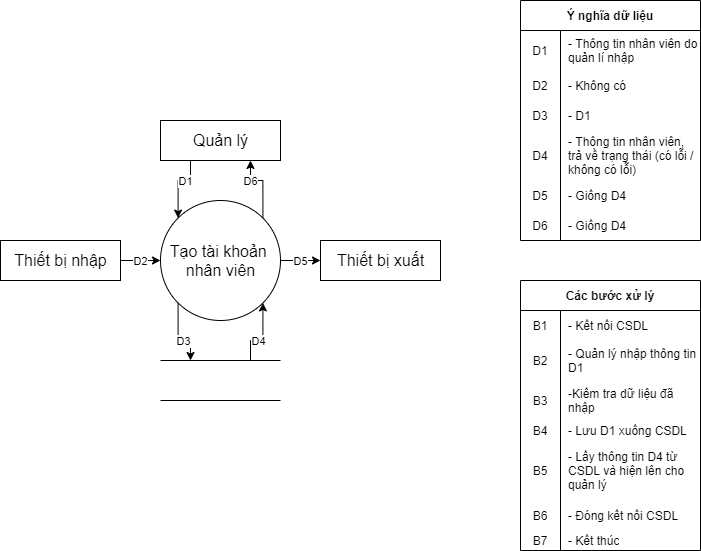 Quản lý
D1
D6
Thiết bị nhập
D2
Tạo tài khoản
nhân viên
D5
Thiết bị xuất
D3
D4
Ý nghĩa dữ liệu
D1
- Thông tin nhân viên do
quản lí nhập
D2
- Không có
D3
- D1
D4
- Thông tin nhân viên,
trả về trạng thái (có lỗi /
không có lỗi)
D5
- Giống D4
D6
- Giống D4
Các bước xử lý
B1
- Kết nối CSDL
B2
- Quản lý nhập thông tin
D1
B3
-Kiểm tra dữ liệu đã
nhập
B4
- Lưu D1 xuống CSDL
B5
- Lấy thông tin D4 từ
CSDL và hiện lên cho
quản lý
B6
- Đóng kết nối CSDL
B7
- Kết thúc